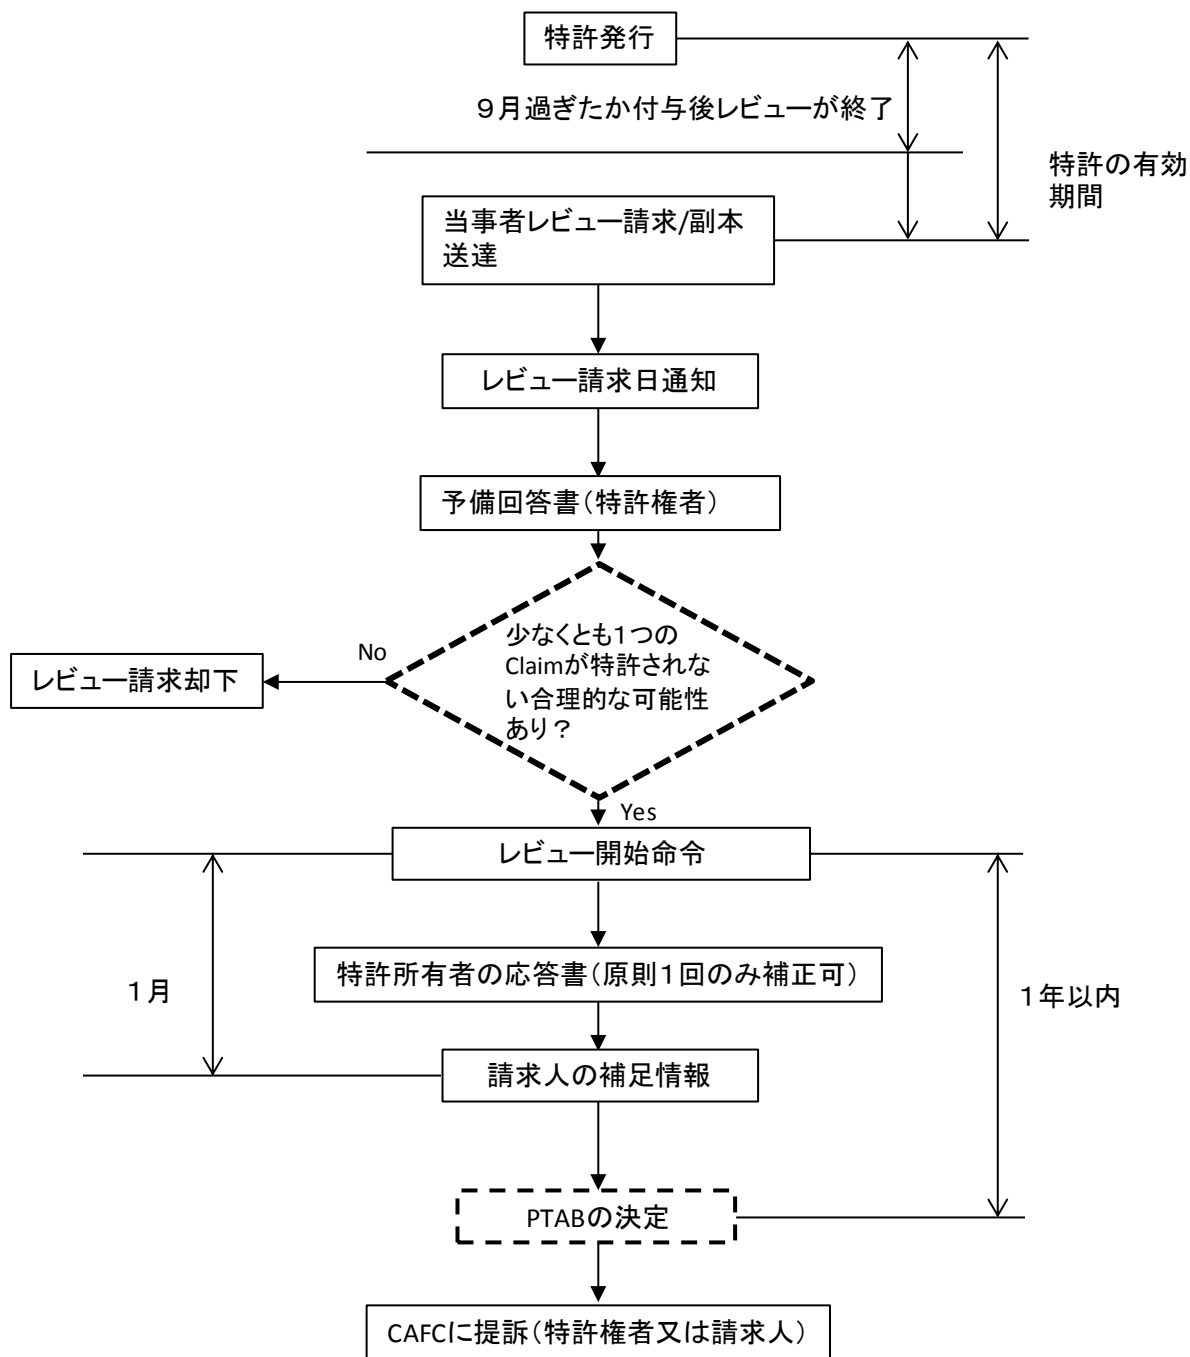 特許発行
９月過ぎたか付与後レビューが終了
特許の有効
期間
当事者レビュー請求/副本
送達
レビュー請求日通知
予備回答書（特許権者）
少なくとも１つの
Claimが特許されな
い合理的な可能性
あり？
No
レビュー請求却下
Yes
レビュー開始命令
特許所有者の応答書（原則１回のみ補正可）
１月
１年以内
請求人の補足情報
PTABの決定
CAFCに提訴（特許権者又は請求人）